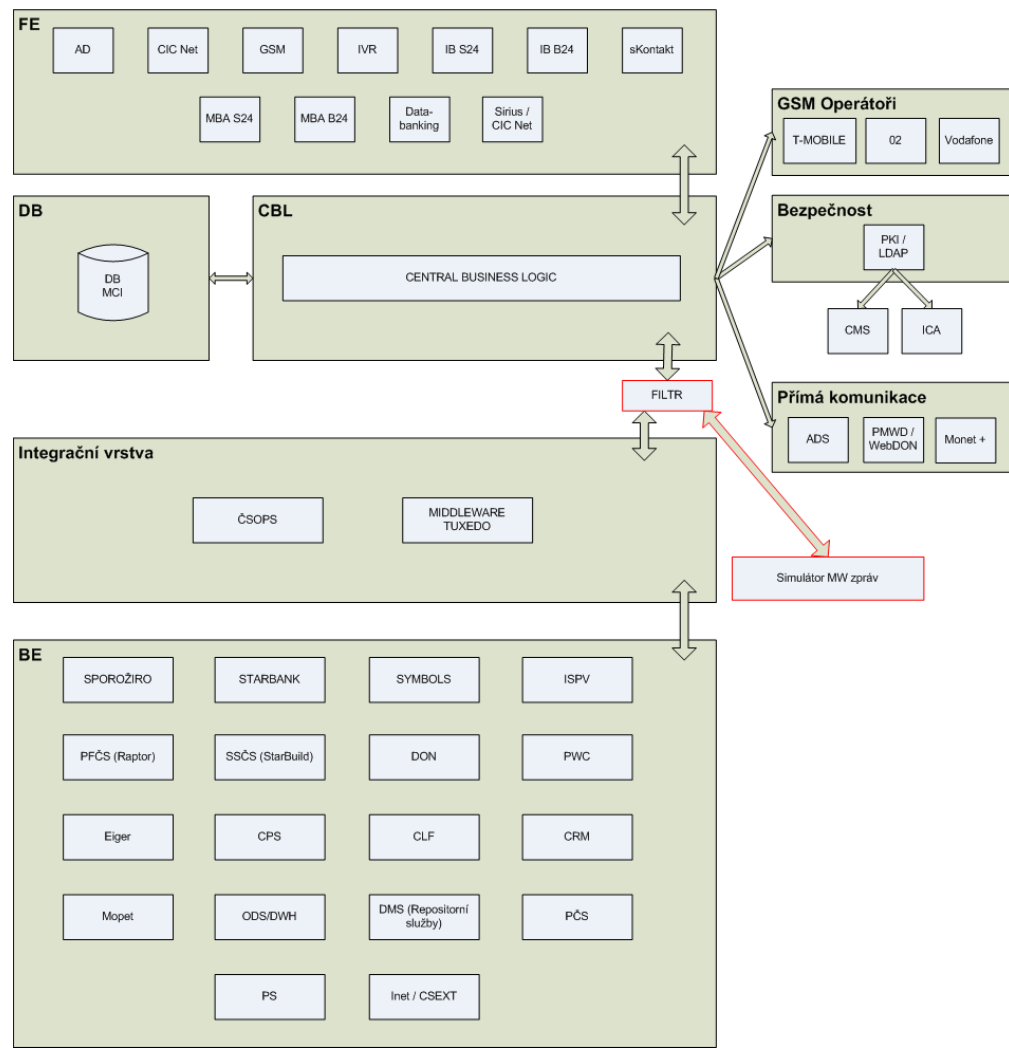 FE
AD
CIC Net
GSM
IVR
IB S24
IB B24
sKontakt
MBA S24
MBA B24
Data-
banking
Sirius /
CIC Net
GSM Operátoři
T-MOBILE
02
Vodafone
DB
DB
MCI
CBL
CENTRAL BUSINESS LOGIC
Bezpečnost
PKI /
LDAP
CMS
ICA
FILTR
Přímá komunikace
ADS
PMWD /
WebDON
Monet +
Integrační vrstva
ČSOPS
MIDDLEWARE
TUXEDO
Simulátor MW zpráv
BE
SPOROŽIRO
STARBANK
SYMBOLS
ISPV
PFČS (Raptor)
SSČS (StarBuild)
DON
PWC
Eiger
CPS
CLF
CRM
Mopet
ODS/DWH
DMS (Repositorní
služby)
PČS
PS
Inet / CSEXT